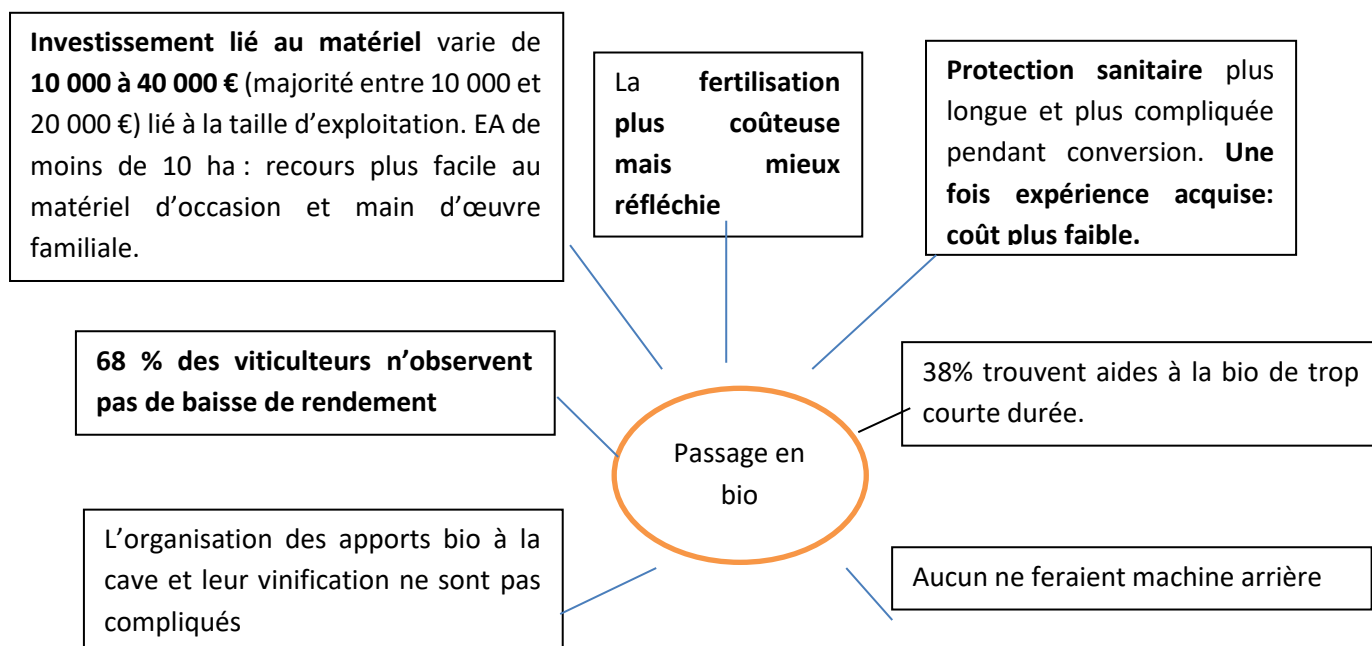 Investissement lié au matériel varie de
10 000 à 40 000 € (majorité entre 10 000 et
20 000 €) lié à la taille d’exploitation. EA de
moins de 10 ha : recours plus facile au
matériel d’occasion et main d’œuvre
familiale.
La fertilisation
plus coûteuse
mais mieux
réfléchie
Protection sanitaire plus
longue et plus compliquée
pendant conversion. Une
fois expérience acquise:
coût plus faible.
68 % des viticulteurs n’observent
pas de baisse de rendement
38% trouvent aides à la bio de trop
courte durée.
Passage en
bio
L’organisation des apports bio à la
cave et leur vinification ne sont pas
compliqués
Aucun ne feraient machine arrière